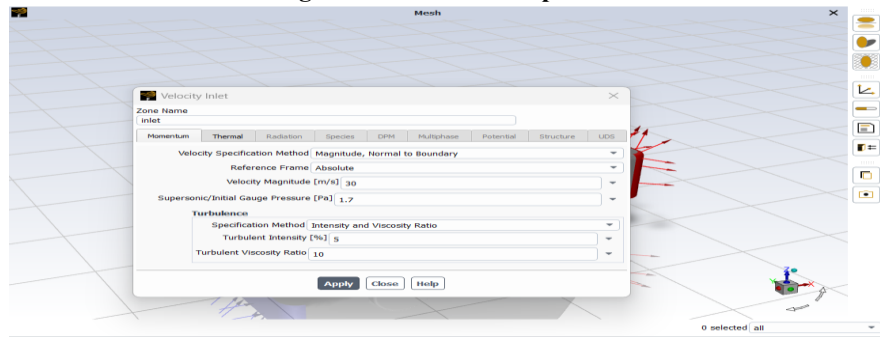 Mesh
Velocity Inlet
Zone Name
inlet
Momentum Thermal Radiation Species DPM Multiphase Potential Structure UDS
Velocity Specification Method Magnitude, Normal to Boundary
Reference Frame Absolute
Velocity Magnitude [m/s] 30
Supersonic/Initial Gauge Pressure [Pa] 1.7
Turbulence
Specification Method Intensity and Viscosity Ratio
Turbulent Intensity [%] 5
Turbulent Viscosity Ratio 10
Apply Close Help
0 selected all